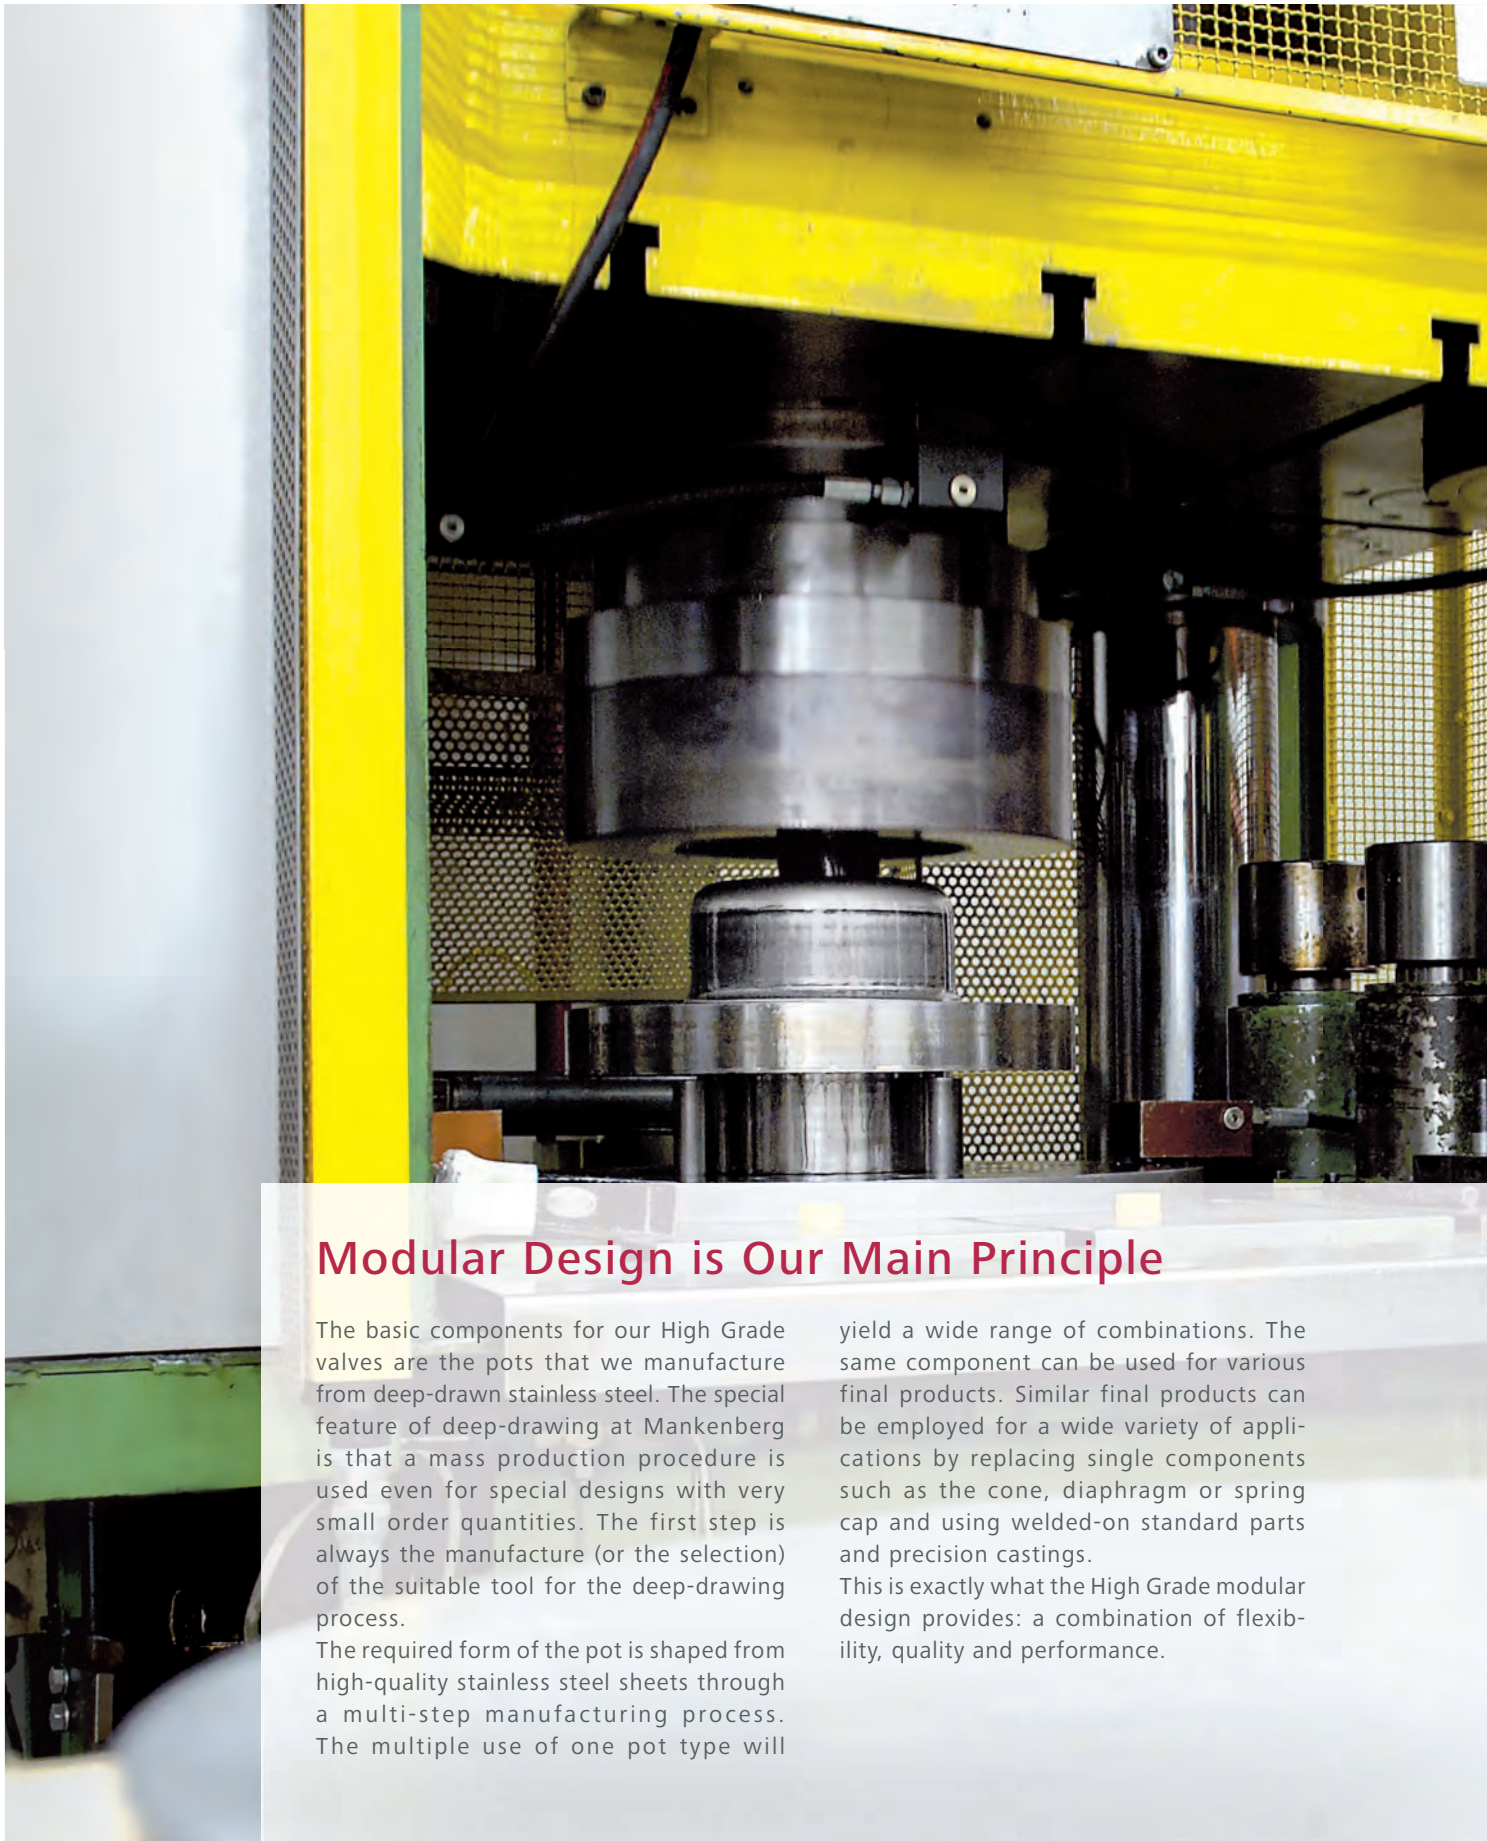 Modular Design is Our Main Principle
The basic components for our High Grade
valves are the pots that we manufacture
from deep-drawn stainless steel. The special
feature of deep-drawing at Mankenberg
is that a mass production procedure is
used even for special designs with very
small order quantities. The first step is
always the manufacture (or the selection)
of the suitable tool for the deep-drawing
process.
The required form of the pot is shaped from
high-quality stainless steel sheets through
a multi-step manufacturing process.
The multiple use of one pot type will
yield a wide range of combinations. The
same component can be used for various
final products. Similar final products can
be employed for a wide variety of appli-
cations by replacing single components
such as the cone, diaphragm or spring
cap and using welded-on standard parts
and precision castings.
This is exactly what the High Grade modular
design provides: a combination of flexib-
ility, quality and performance.